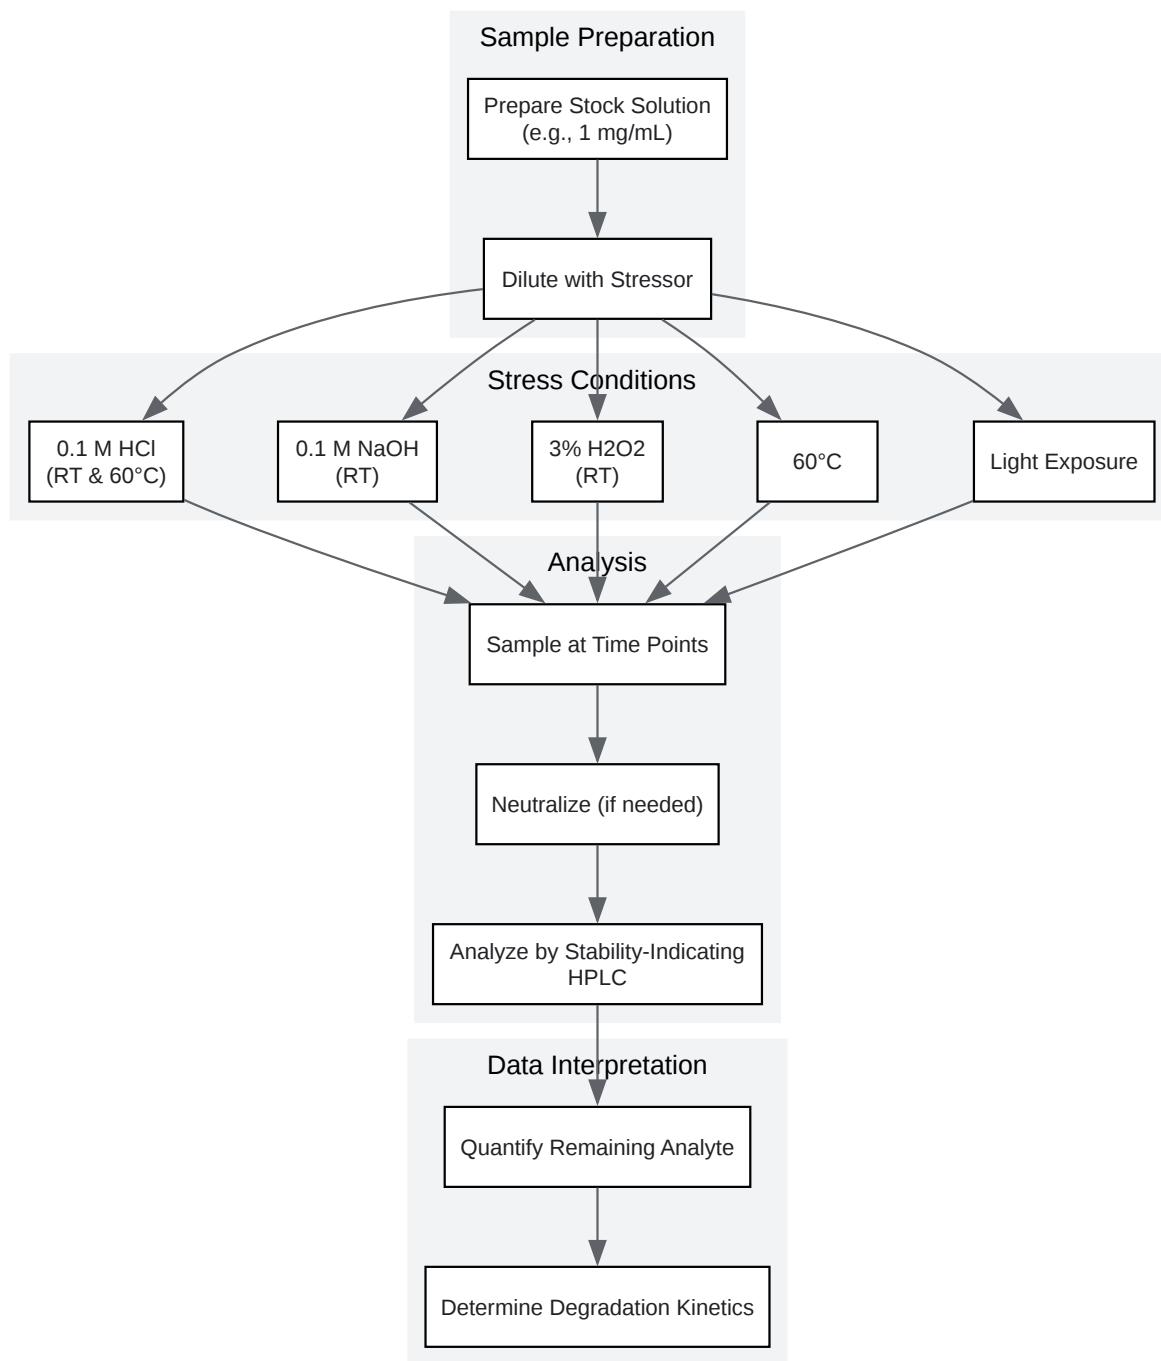 Sample Preparation
Prepare Stock Solution
(e.g., 1 mg/mL)
Dilute with Stressor
Stress Conditions
0.1 M HCl
(RT & 60°C)
0.1 M NaOH
(RT)
3% H2O2
(RT)
60°C
Light Exposure
Analysis
Sample at Time Points
Neutralize (if needed)
Analyze by Stability-Indicating
HPLC
Data Interpretation
Quantify Remaining Analyte
Determine Degradation Kinetics